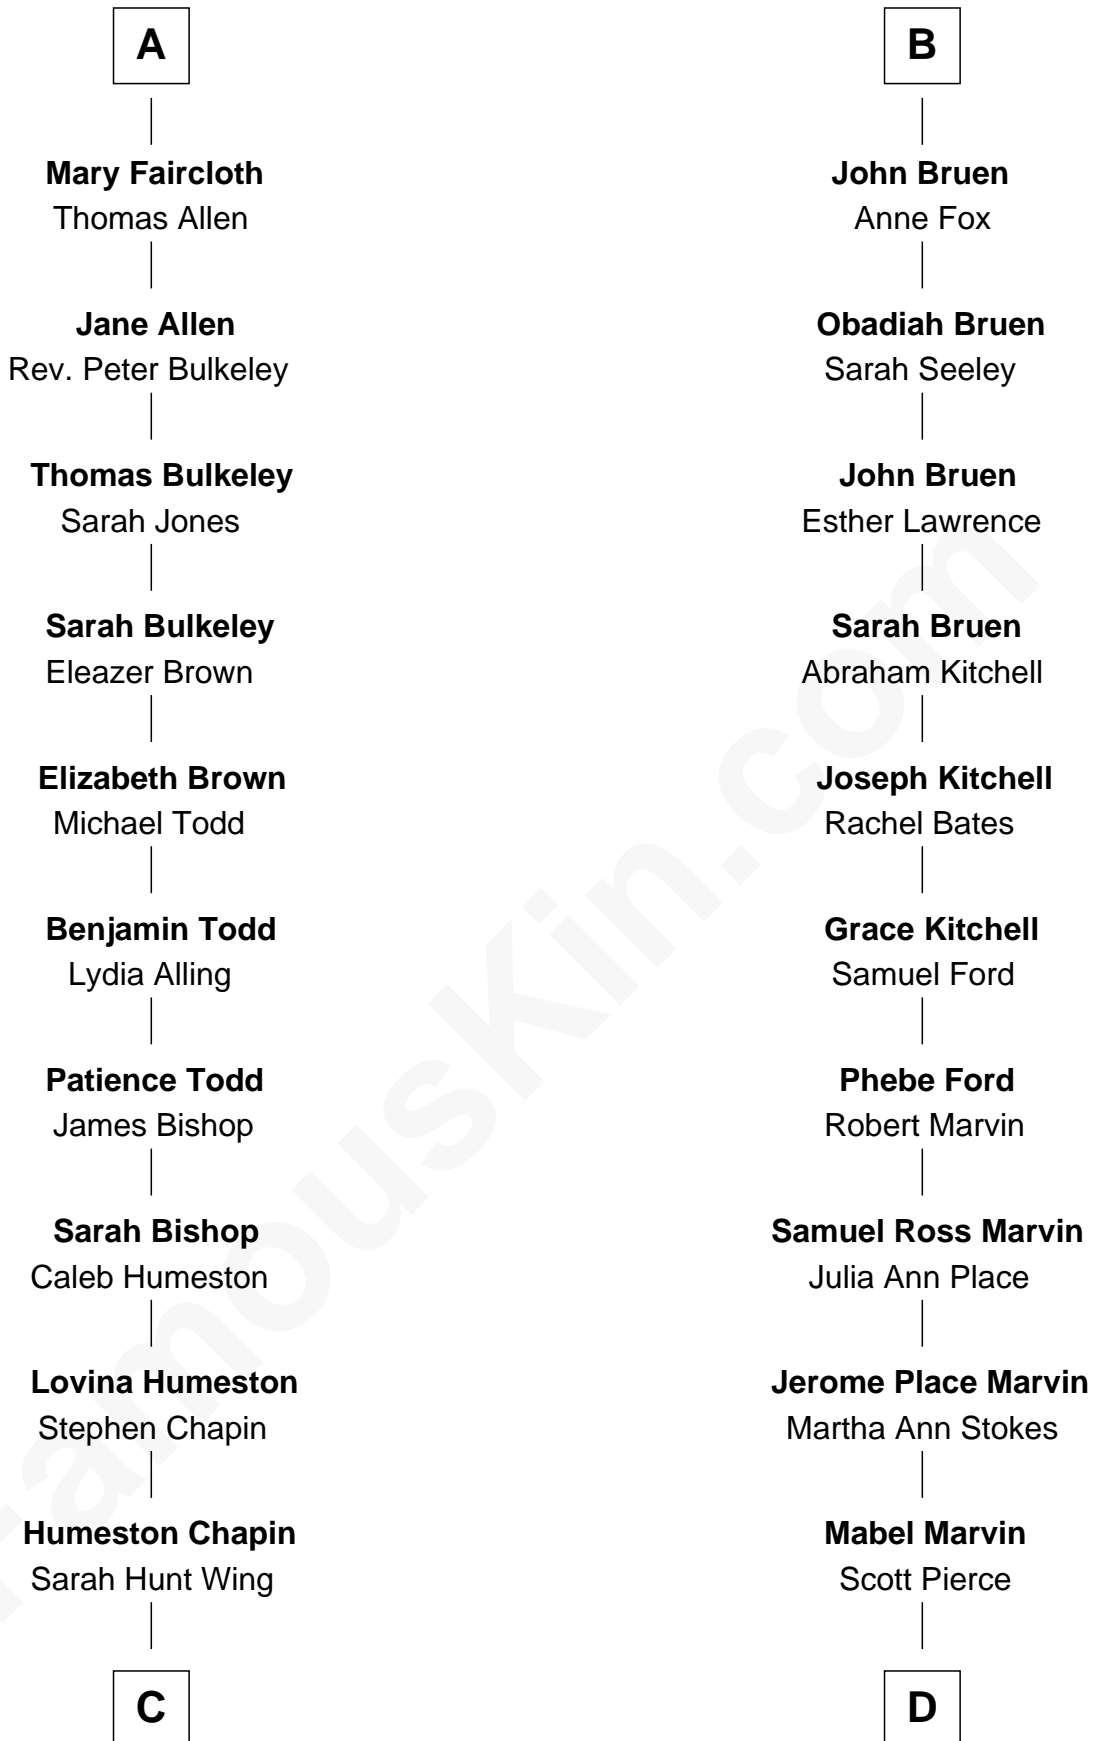 A
Mary Faircloth
Thomas Allen
Jane Allen
Rev. Peter Bulkeley
Thomas Bulkeley
Sarah Jones
Sarah Bulkeley
Eleazer Brown
Elizabeth Brown
Michael Todd
Benjamin Todd
Lydia Alling
Patience Todd
James Bishop
Sarah Bishop
Caleb Humeston
Lovina Humeston
Stephen Chapin
Humeston Chapin
Sarah Hunt Wing
C
B
John Bruen
Anne Fox
Obadiah Bruen
Sarah Seeley
John Bruen
Esther Lawrence
Sarah Bruen
Abraham Kitchell
Joseph Kitchell
Rachel Bates
Grace Kitchell
Samuel Ford
Phebe Ford
Robert Marvin
Samuel Ross Marvin
Julia Ann Place
Jerome Place Marvin
Martha Ann Stokes
Mabel Marvin
Scott Pierce
D
FamousKin.com